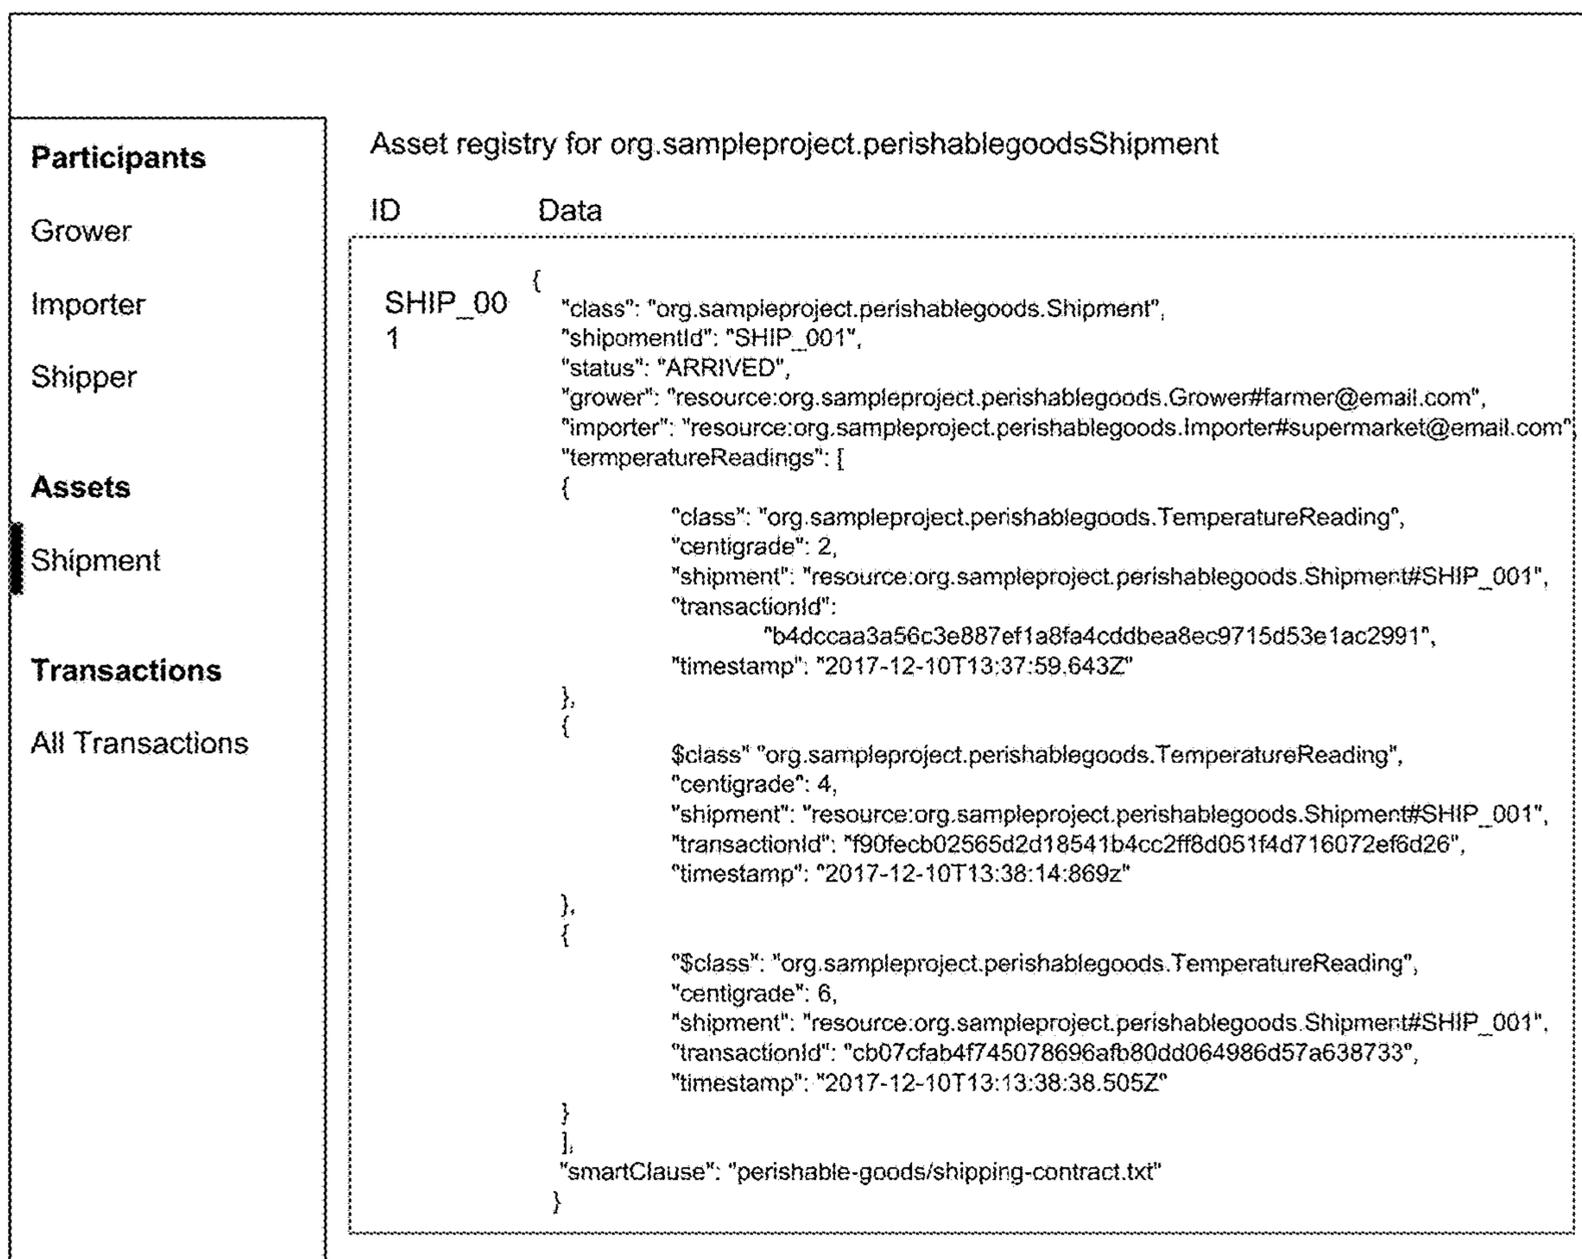 Participants
Grower
Importer
Shipper
Assets
Shipment
Transactions
All Transactions
Asset registry for org.sampleproject.perishablegoodsShipment
ID Data
SHIP_00
1
{
"class": "org.sampleproject.perishablegoods.Shipment",
"shipomentId": "SHIP_001",
"status": "ARRIVED",
"grower": "resource:org.sampleproject.perishablegoods.Grower#farmer@email.com",
"importer": "resource:org.sampleproject.perishablegoods.Importer#supermarket@email.com",
"termperatureReadings": [
{
"class": "org.sampleproject.perishablegoods.TemperatureReading",
"centigrade": 2,
"shipment": "resource:org.sampleproject.perishablegoods.Shipment#SHIP_001",
"transactionId":
"b4dccaa3a56c3e887ef1a8fa4cddbea8ec9715d53e1ac2991",
"timestamp": "2017-12-10T13:37:59.643Z"
},
{
$class" "org.sampleproject.perishablegoods.TemperatureReading",
"centigrade": 4,
"shipment": "resource:org.sampleproject.perishablegoods.Shipment#SHIP_001",
"transactionId": "f90fecb02565d2d18541b4cc2ff8d051f4d716072ef6d26",
"timestamp": "2017-12-10T13:38:14:869z"
},
{
"$class": "org.sampleproject.perishablegoods.TemperatureReading",
"centigrade": 6,
"shipment": "resource:org.sampleproject.perishablegoods.Shipment#SHIP_001",
"transactionId": "cb07cfab4f745078696afb80dd064986d57a638733",
"timestamp": "2017-12-10T13:13:38:38.505Z"
}
],
"smartClause": "perishable-goods/shipping-contract.txt"
}